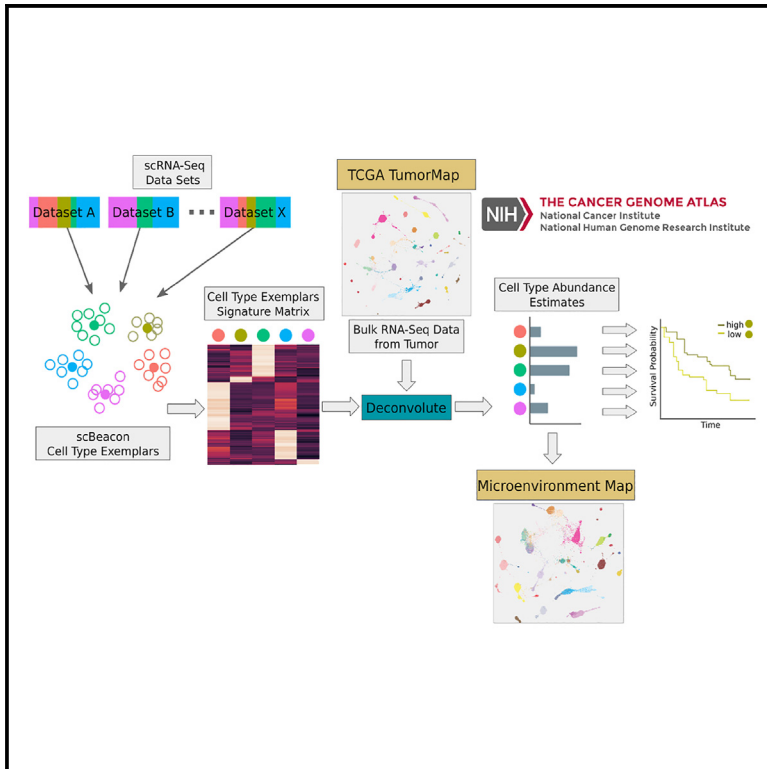 scRNA-Seq
Data Sets
Dataset A
Dataset B
Dataset X
scBeacon
Cell Type Exemplars
Cell Type Exemplars
Signature Matrix
TCGA TumorMap
Bulk RNA-Seq Data
from Tumor
Deconvolute
NIH
THE CANCER GENOME ATLAS
National Cancer Institute
National Human Genome Research Institute
Cell Type Abundance
Estimates
Survival Probability
high
low
Time
Microenvironment Map